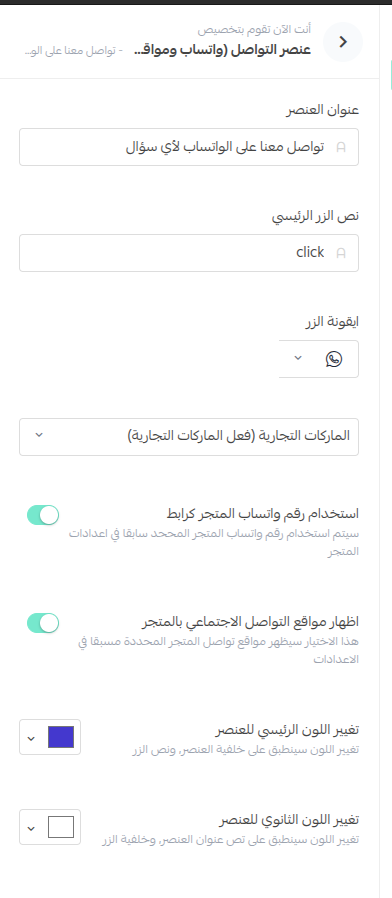 أنت الآن تقوم بتخصيص
عنصر التواصل (واتساب ومواقـ... - تواصل معنا على الو...
عنوان العنصر
تواصل معنا على الواتساب لأي سؤال
نص الزر الرئيسي
click
ايقونة الزر
الماركات التجارية (فعل الماركات التجارية)
استخدام رقم واتساب المتجر كرابط
سيتم استخدام رقم واتساب المتجر المححد سابقا في اعدادات
المتجر
اظهار مواقع التواصل الاجتماعي بالمتجر
هذا الاختيار سيظهر مواقع تواصل المتجر المحددة مسبقا في
الاعدادات
تغيير اللون الرئيسي للعنصر
تغيير اللون سينطبق على خلفية العنصر، ونص الزر
تغيير اللون الثانوي للعنصر
تغيير اللون سينطبق على نص عنوان العنصر، وخلفية الزر